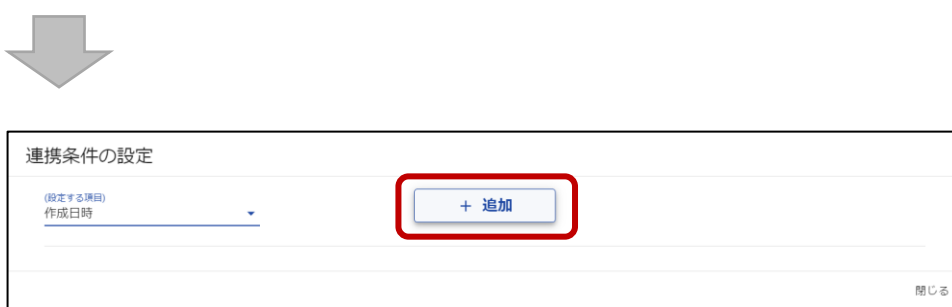 連携条件の設定
(設定する項目)
作成日時
＋ 追加
閉じる